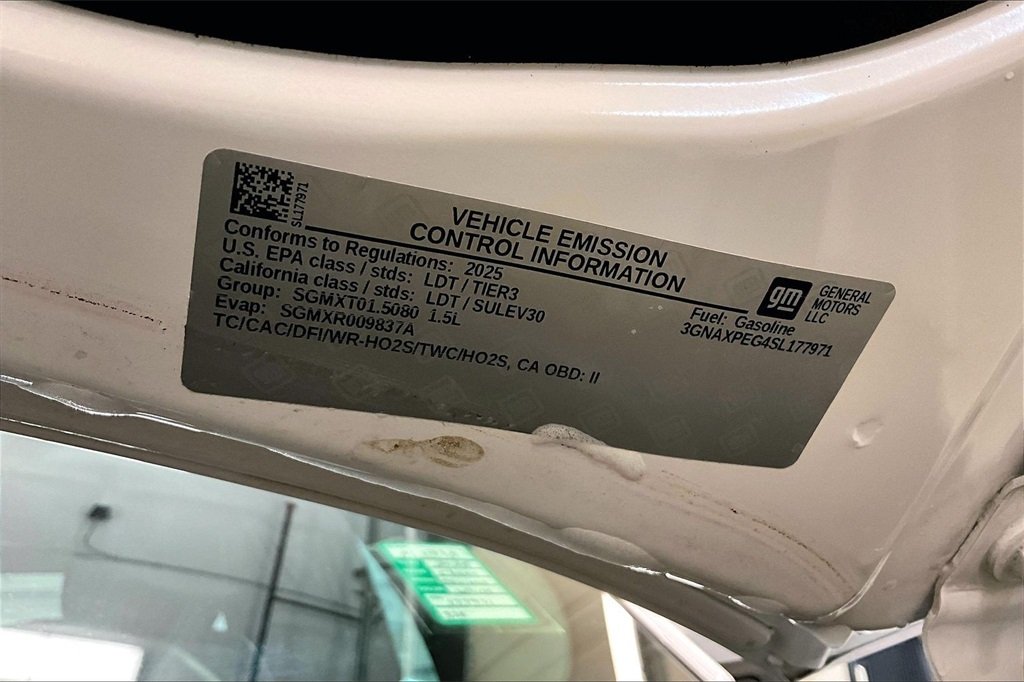 SL177971
VEHICLE EMISSION
CONTROL INFORMATION
Conforms to Regulations: 2025
U.S. EPA class / stds: LDT / TIER3
California class / stds: LDT / SULEV30
Group: SGMXT01.5080 1.5L
Evap: SGMXR009837A
TC/CAC/DFI/WR-HO2S/TWC/HO2S, CA OBD: II
gm
GENERAL
MOTORS
LLC
Fuel: Gasoline
3GNAXPEG4SL177971